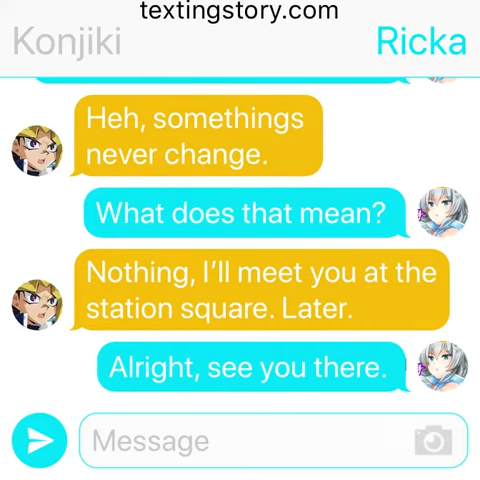 textingstory.com
Konjiki
Ricka
Heh, somethings
never change.
What does that mean?
Nothing, I'll meet you at the
station square. Later.
Alright, see you there.
Message